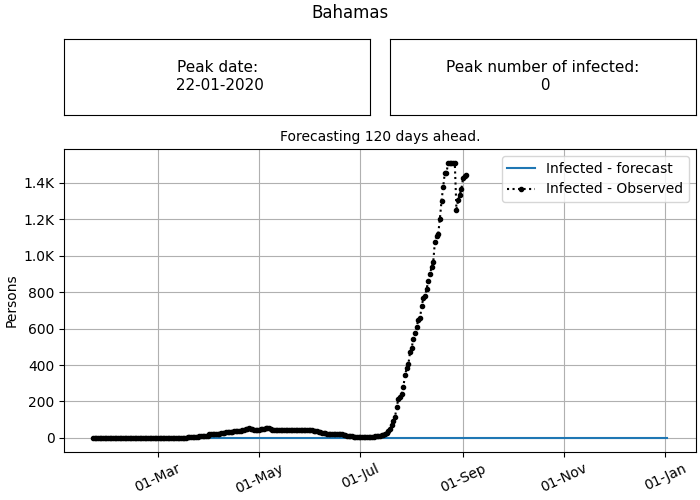 Bahamas
Peak date:
22-01-2020
Peak number of infected:
0
Forecasting 120 days ahead.
Infected - forecast
Infected - Observed
Persons
1.4K
1.2K
1.0K
800
600
400
200
0
01-Mar
01-May
01-Jul
01-Sep
01-Nov
01-Jan